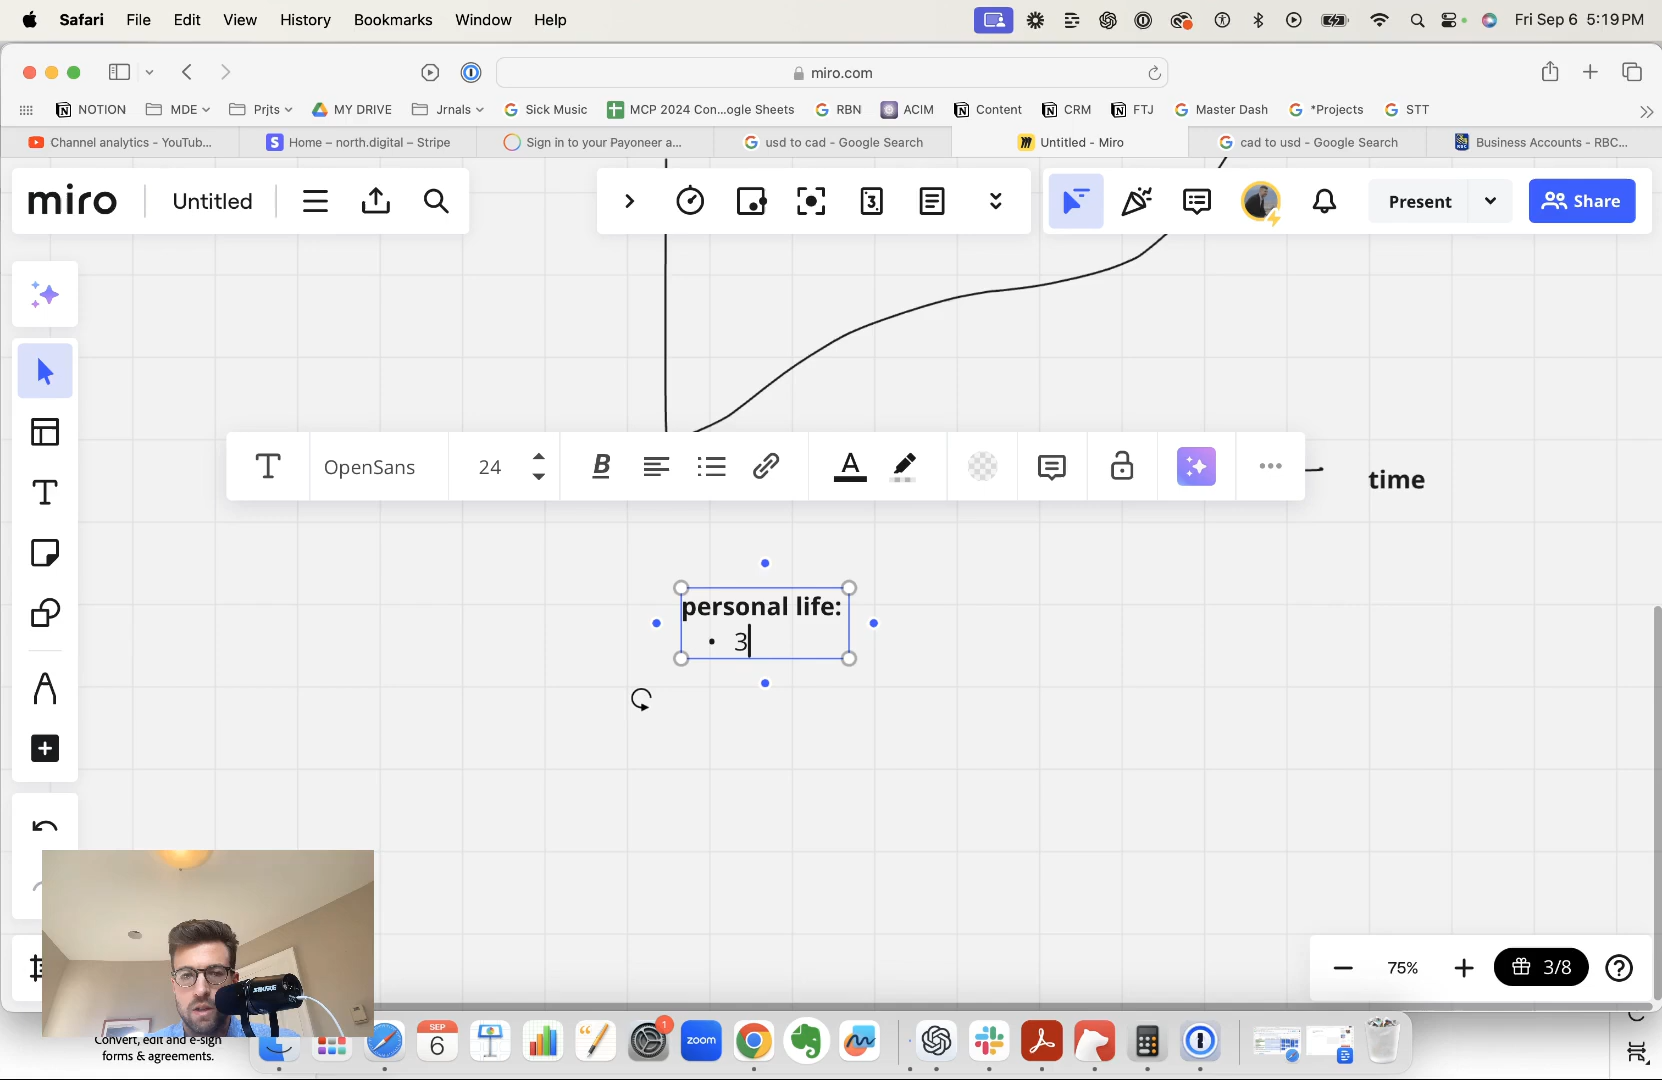 Safari File Edit View History Bookmarks Window Help Fri Sep 6 5:19 PM
miro.com
NOTION MDE Prjts MY DRIVE Jrnals Sick Music MCP 2024 Con...ogle Sheets RBN ACIM Content CRM FTJ Master Dash *Projects STT
Channel analytics - YouTub... Home – north.digital – Stripe Sign in to your Payoneer a... usd to cad - Google Search Untitled - Miro cad to usd - Google Search Business Accounts - RBC...
miro Untitled Present Share
OpenSans 24
time
personal life:
• 3
75% 3/8
Convert, edit and e-sign
forms & agreements.
SEP
6
1
zoom